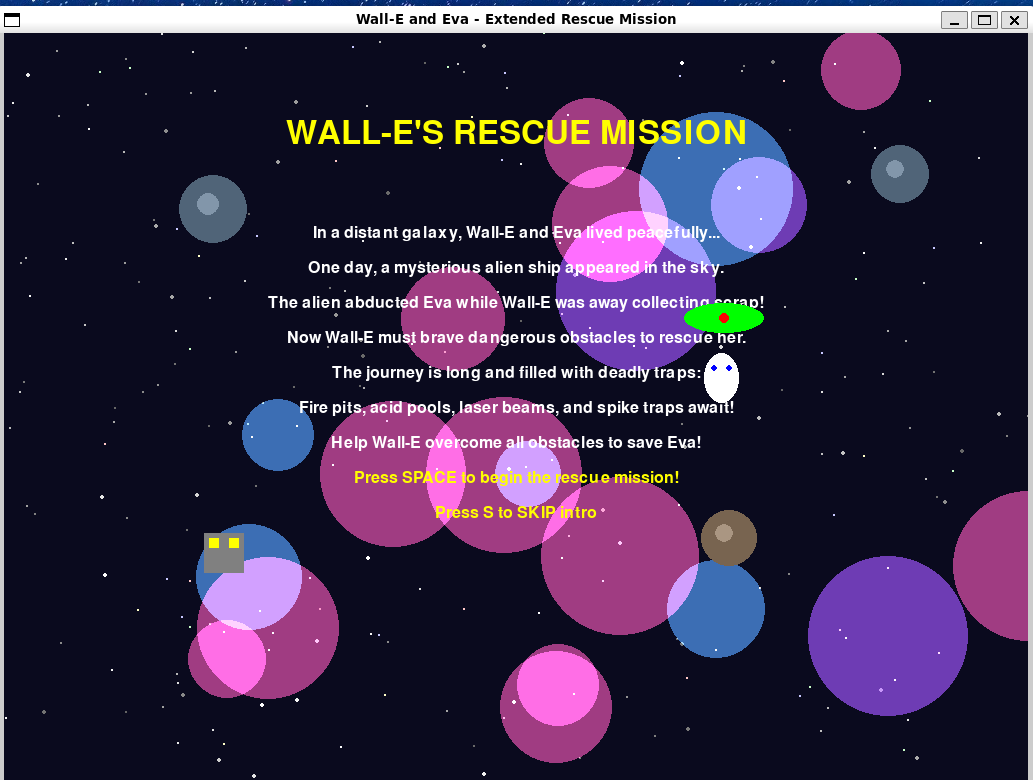 Wall-E and Eva - Extended Rescue Mission
WALL-E'S RESCUE MISSION
In a distant galaxy, Wall-E and Eva lived peacefully...
One day, a mysterious alien ship appeared in the sky.
The alien abducted Eva while Wall-E was away collecting scrap!
Now Wall-E must brave dangerous obstacles to rescue her.
The journey is long and filled with deadly traps:
Fire pits, acid pools, laser beams, and spike traps await!
Help Wall-E overcome all obstacles to save Eva!
Press SPACE to begin the rescue mission!
Press S to SKIP intro